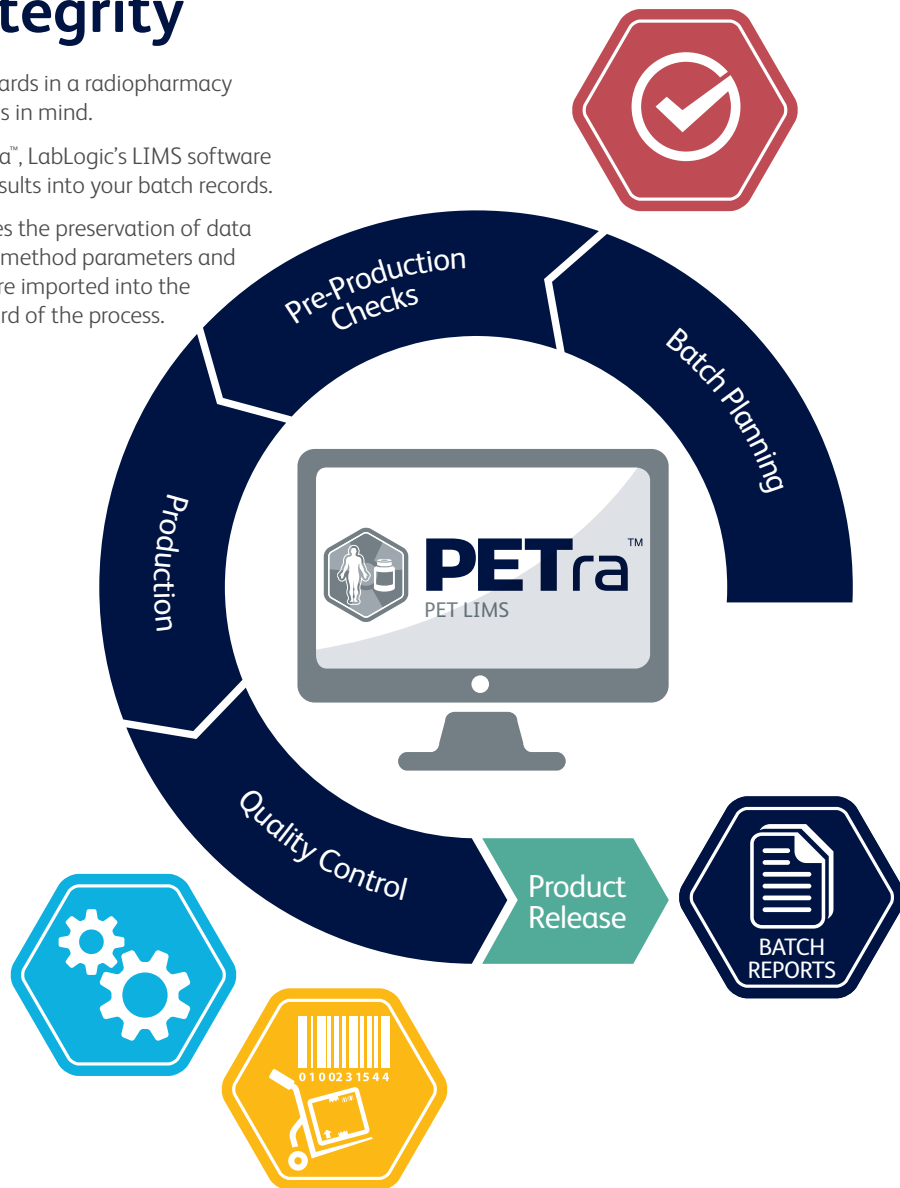 tegrity
ards in a radiopharmacy
s in mind.
a™, LabLogic’s LIMS software
sults into your batch records.
es the preservation of data
method parameters and
re imported into the
rd of the process.
Pre-Production
Checks
Batch Planning
Production
PETra™
PET LIMS
Quality Control
Product
Release
BATCH
REPORTS
0100231544